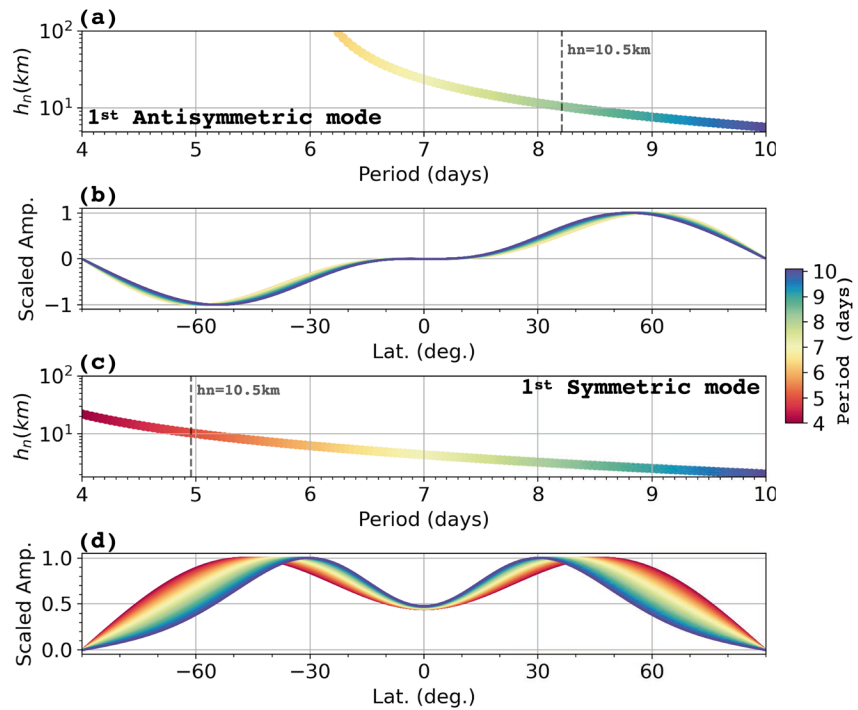 (a)
10²
10¹
hₙ(km)
hn=10.5km
1ˢᵗ Antisymmetric mode
4 5 6 7 8 9 10
Period (days)
(b)
1
0
−1
Scaled Amp.
−60 −30 0 30 60
Lat. (deg.)
(c)
10²
10¹
hₙ(km)
hn=10.5km
1ˢᵗ Symmetric mode
4 5 6 7 8 9 10
Period (days)
(d)
1.0
0.5
0.0
Scaled Amp.
−60 −30 0 30 60
Lat. (deg.)
10
9
8
7
6
5
4
Period (days)